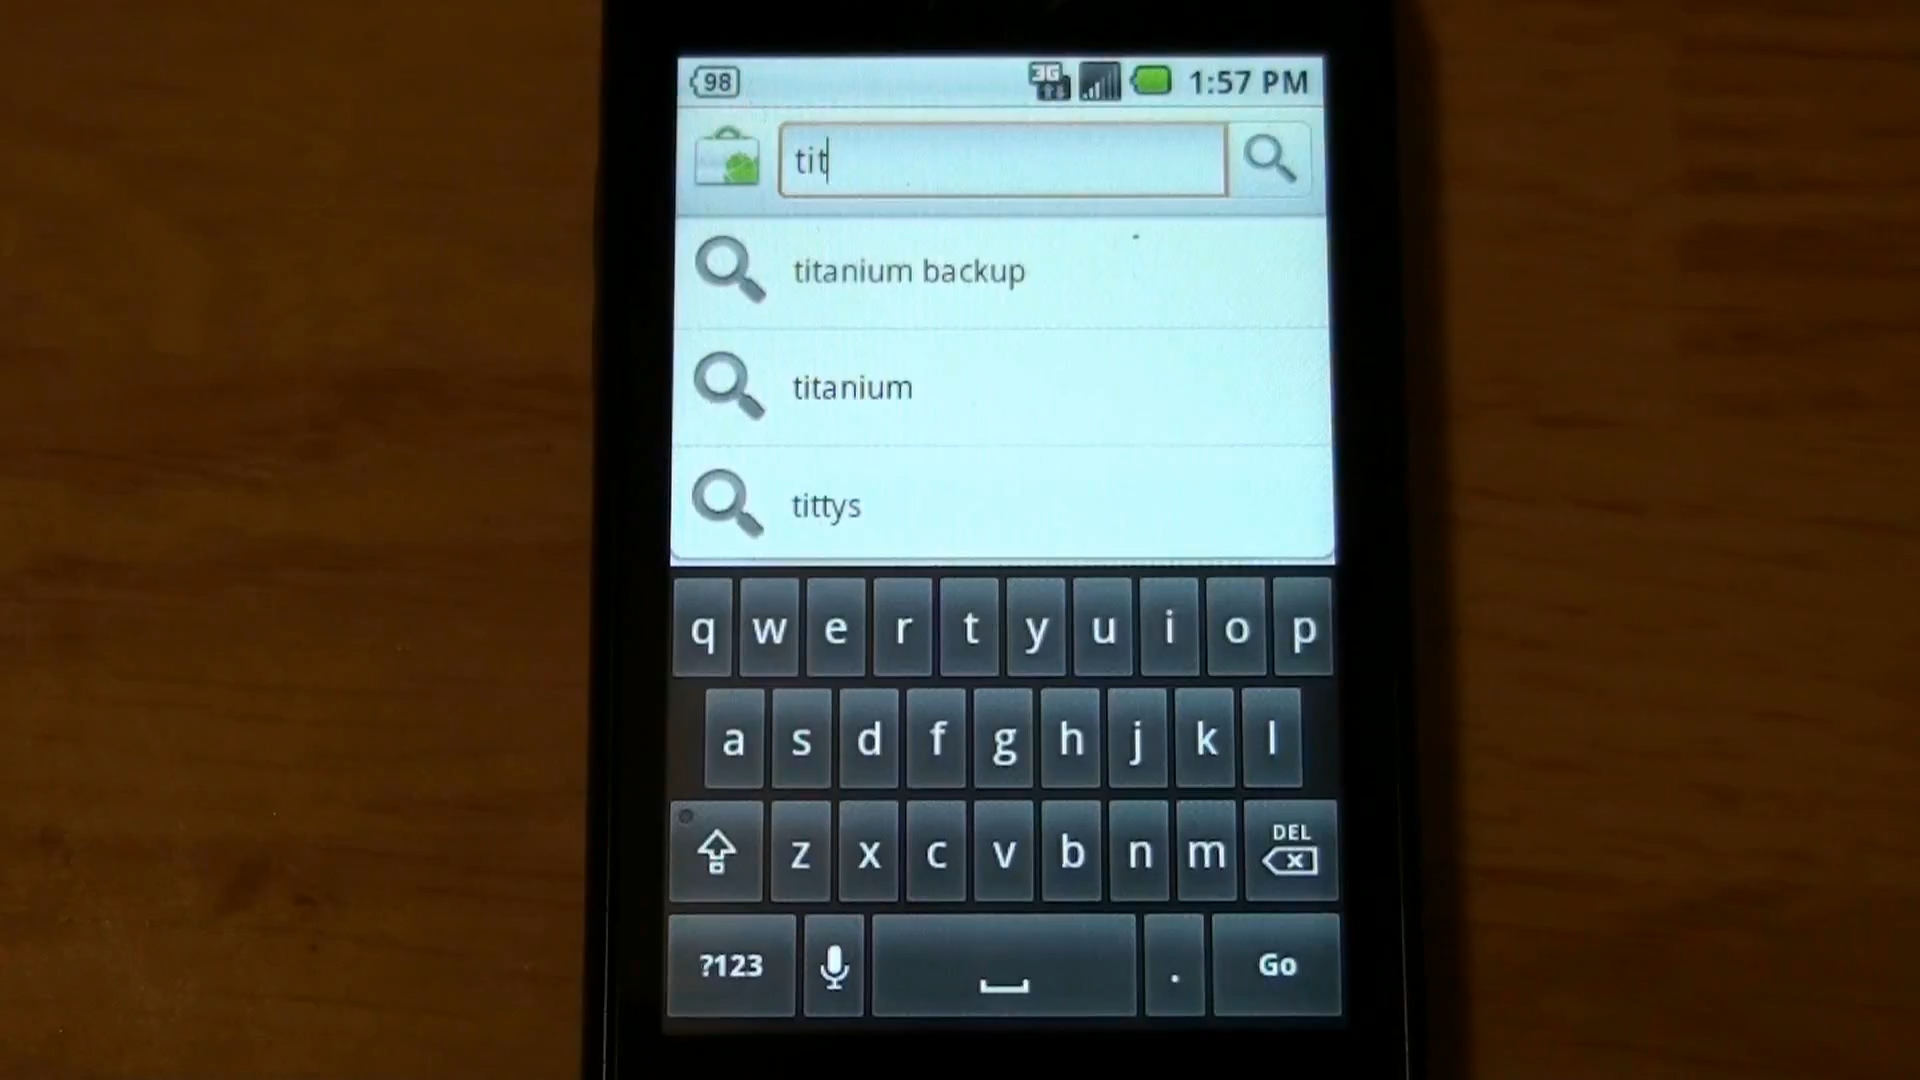 98 3G 1:57 PM
tit
titanium backup
titanium
tittys
q w e r t y u i o p
a s d f g h j k l
z x c v b n m DEL
?123 . Go